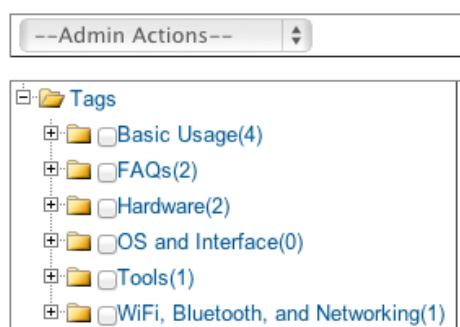 --Admin Actions--
Tags
Basic Usage(4)
FAQs(2)
Hardware(2)
OS and Interface(0)
Tools(1)
WiFi, Bluetooth, and Networking(1)